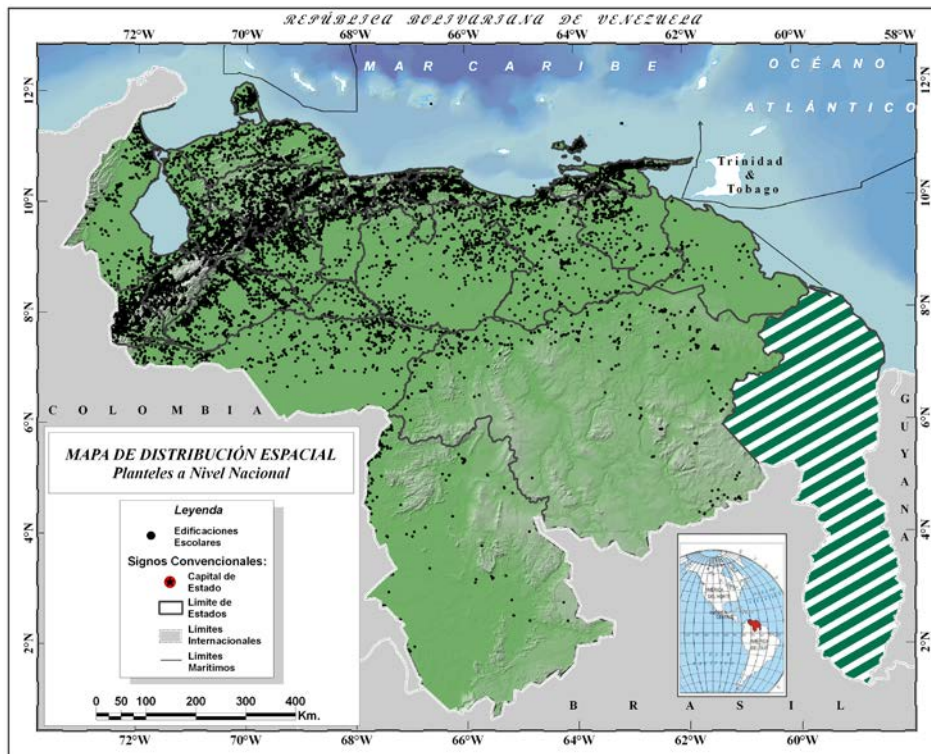 REPÚBLICA BOLIVARIANA DE VENEZUELA
72°W 70°W 68°W 66°W 64°W 62°W 60°W 58°W
MAR CARIBE
OCÉANO
ATLÁNTICO
Trinidad
&
Tobago
12°N
12°N
10°N
10°N
8°N
8°N
6°N
6°N
4°N
4°N
2°N
2°N
COLOMBIA
GUYANA
BRASIL
MAPA DE DISTRIBUCIÓN ESPACIAL
Planteles a Nivel Nacional
Leyenda
Edificaciones
Escolares
Signos Convencionales:
Capital de
Estado
Límite de
Estados
Límites
Internacionales
Límites
Marítimos
0 50 75 100 150 200 300 400
Km.
72°W 70°W 68°W 66°W 64°W 62°W 60°W